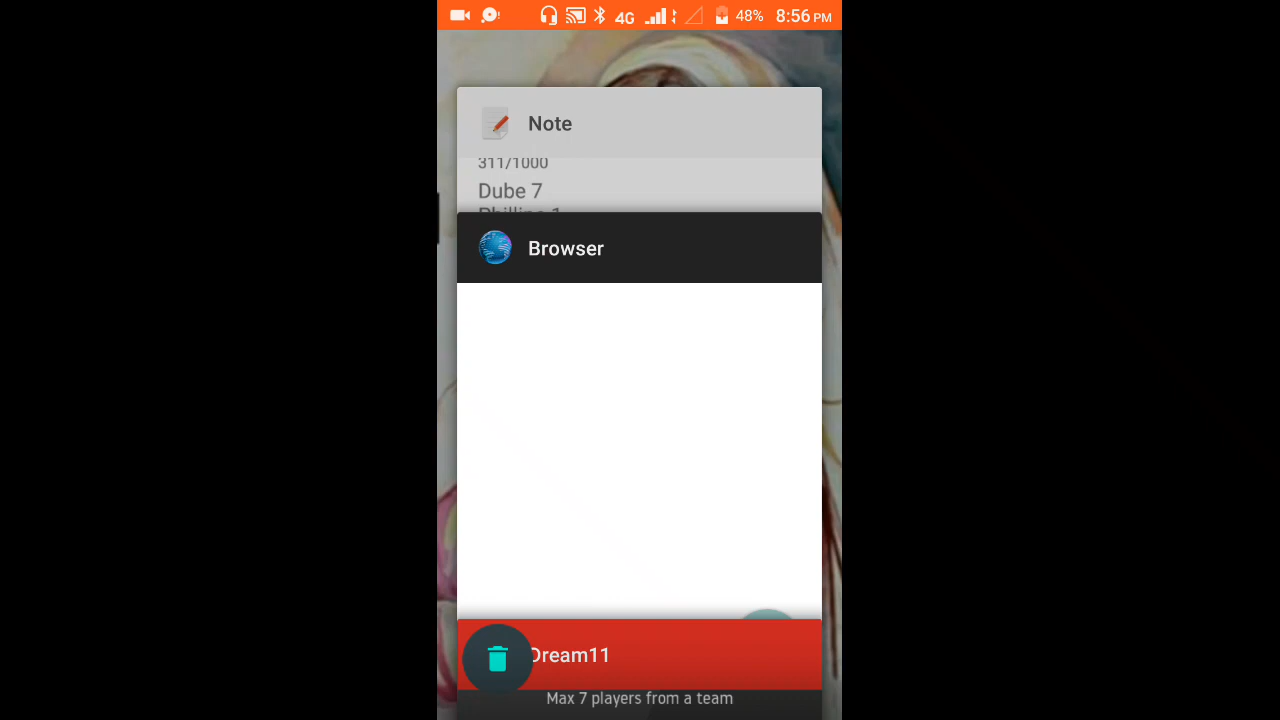 4G 48% 8:56 PM
Note
311/1000
Dube 7
Browser
Dream11
Max 7 players from a team